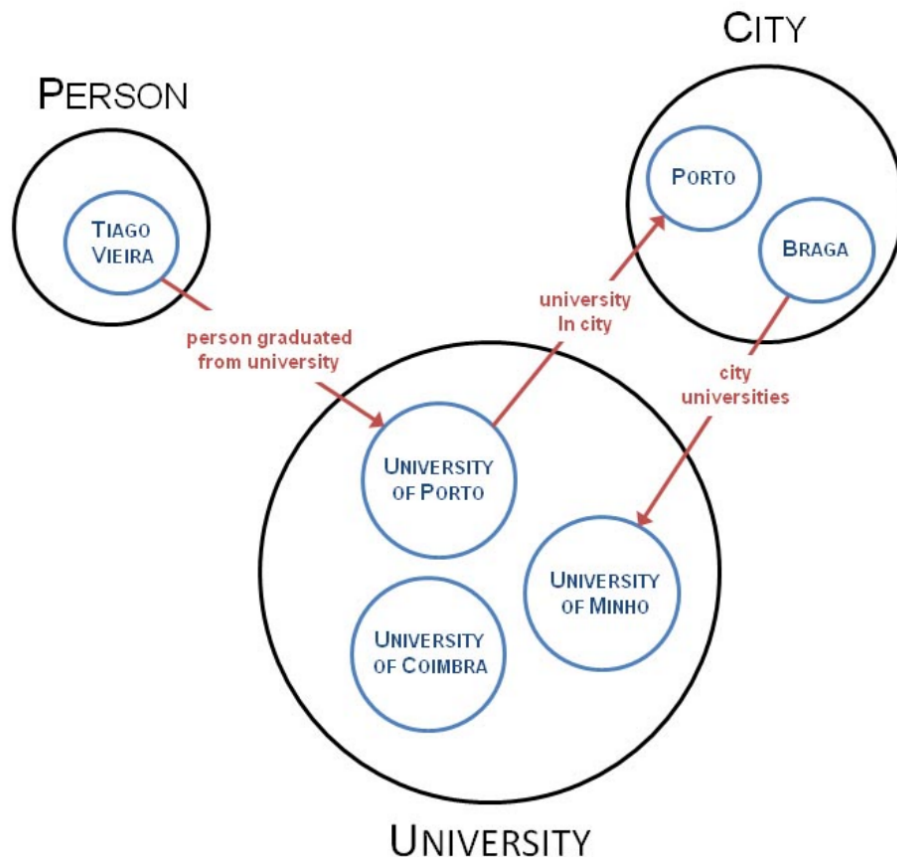 CITY
PERSON
PORTO
TIAGO
VIEIRA
BRAGA
university
In city
person graduated
from university
city
universities
UNIVERSITY
OF PORTO
UNIVERSITY
OF MINHO
UNIVERSITY
OF COIMBRA
UNIVERSITY